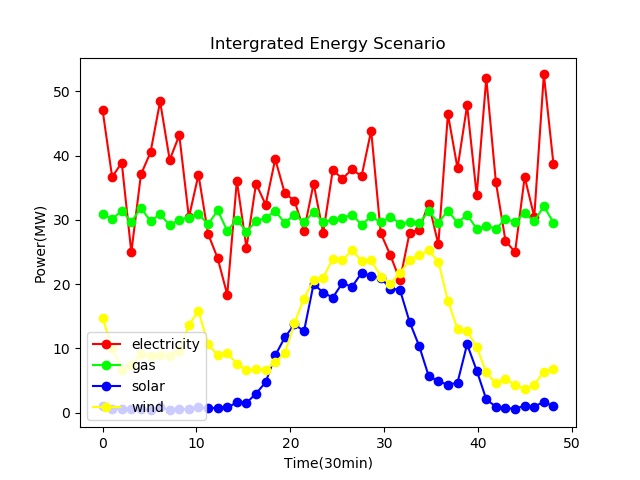 Intergrated Energy Scenario
Power(MW)
50
40
30
20
10
0
electricity
gas
solar
wind
0 10 20 30 40 50
Time(30min)